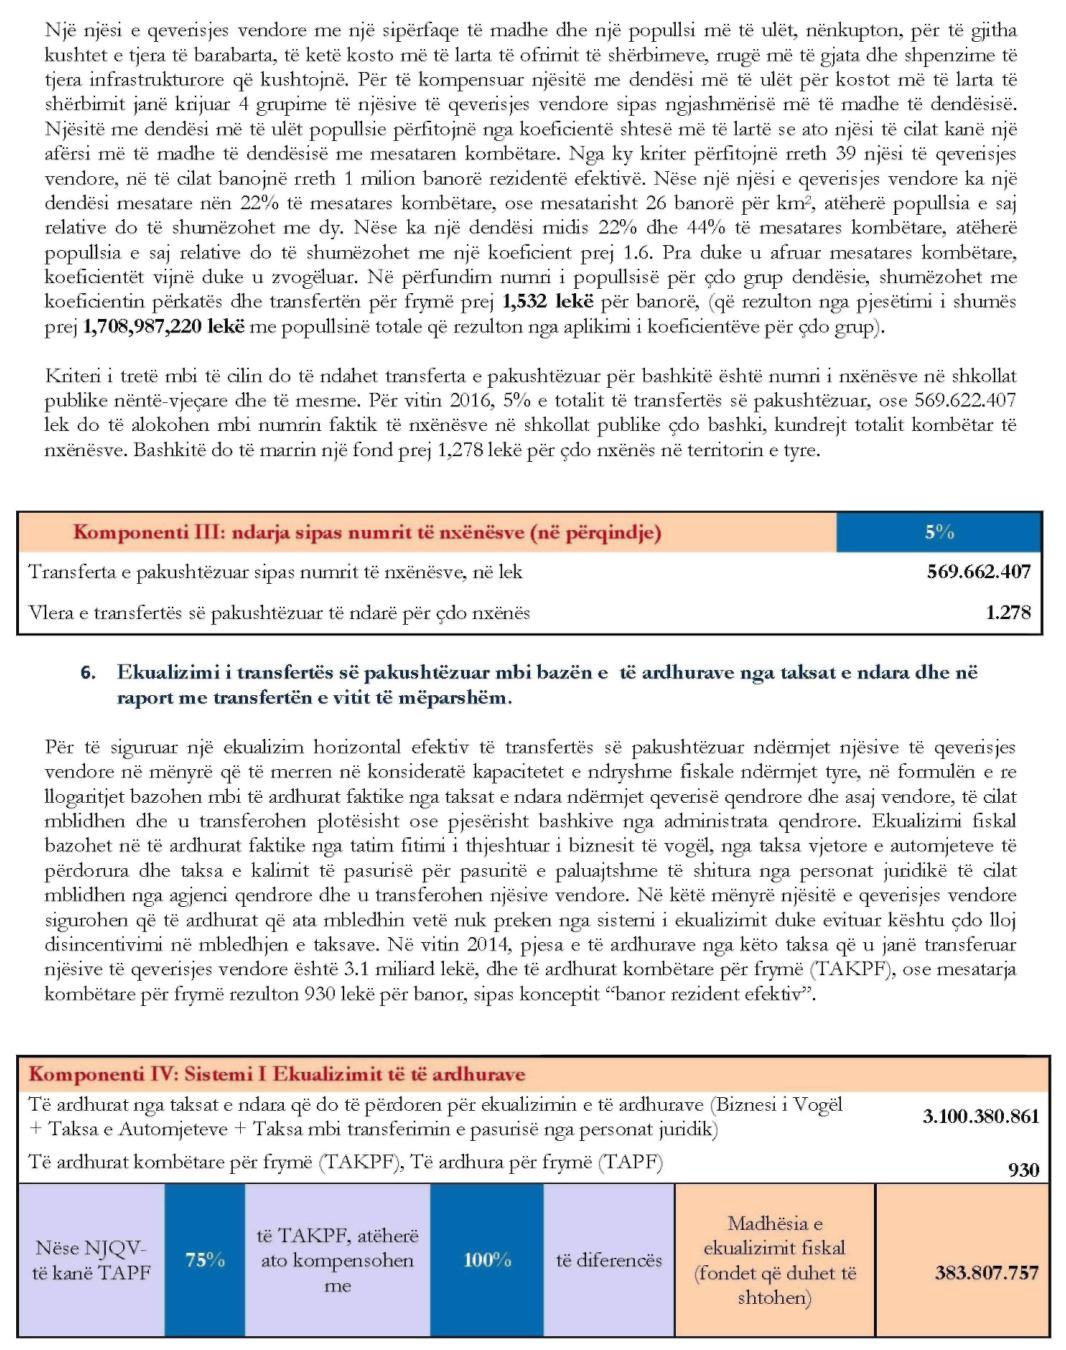 Një njësi e qeverisjes vendore me një sipërfaqe të madhe dhe një popullsi më të ulët, nënkupton, për të gjitha
kushtet e tjera të barabarta, të ketë kosto më të larta të ofrimit të shërbimeve, rrugë më të gjata dhe shpenzime të
tjera infrastrukturore që kushtojnë. Për të kompensuar njësitë me dendësi më të ulët për kostot më të larta të
shërbimit janë krijuar 4 grupime të njësive të qeverisjes vendore sipas ngjashmërisë më të madhe të dendësisë.
Njësitë me dendësi më të ulët popullsie përfitojnë nga koeficientë shtesë më të lartë se ato njësi të cilat kanë një
afërsi më të madhe të dendësisë me mesataren kombëtare. Nga ky kriter përfitojnë rreth 39 njësi të qeverisjes
vendore, në të cilat banojnë rreth 1 milion banorë rezidentë efektivë. Nëse një njësi e qeverisjes vendore ka një
dendësi mesatare nën 22% të mesatares kombëtare, ose mesatarisht 26 banorë për km², atëherë popullsia e saj
relative do të shumëzohet me dy. Nëse ka një dendësi midis 22% dhe 44% të mesatares kombëtare, atëherë
popullsia e saj relative do të shumëzohet me një koeficient prej 1.6. Pra duke u afruar mesatares kombëtare,
koeficientët vijnë duke u zvogëluar. Në përfundim numri i popullsisë për çdo grup dendësie, shumëzohet me
koeficientin përkatës dhe transfertën për frymë prej 1,532 lekë për banorë, (që rezulton nga pjesëtimi i shumës
prej 1,708,987,220 lekë me popullsinë totale që rezulton nga aplikimi i koeficientëve për çdo grup).
Kriteri i tretë mbi të cilin do të ndahet transferta e pakushtëzuar për bashkitë është numri i nxënësve në shkollat
publike nëntë-vjeçare dhe të mesme. Për vitin 2016, 5% e totalit të transfertës së pakushtëzuar, ose 569.622.407
lek do të alokohen mbi numrin faktik të nxënësve në shkollat publike çdo bashki, kundrejt totalit kombëtar të
nxënësve. Bashkitë do të marrin një fond prej 1,278 lekë për çdo nxënës në territorin e tyre.
Komponenti III: ndarja sipas numrit të nxënësve (në përqindje) 5%
Transferta e pakushtëzuar sipas numrit të nxënësve, në lek 569.662.407
Vlera e transfertës së pakushtëzuar të ndarë për çdo nxënës 1.278
6. Ekualizimi i transfertës së pakushtëzuar mbi bazën e të ardhurave nga taksat e ndara dhe në
raport me transfertën e vitit të mëparshëm.
Për të siguruar një ekualizim horizontal efektiv të transfertës së pakushtëzuar ndërmjet njësive të qeverisjes
vendore në mënyrë që të merren në konsideratë kapacitetet e ndryshme fiskale ndërmjet tyre, në formulën e re
llogaritjet bazohen mbi të ardhurat faktike nga taksat e ndara ndërmjet qeverisë qendrore dhe asaj vendore, të cilat
mblidhen dhe u transferohen plotësisht ose pjesërisht bashkive nga administrata qendrore. Ekualizimi fiskal
bazohet në të ardhurat faktike nga tatim fitimi i thjeshtuar i biznesit të vogël, nga taksa vjetore e automjeteve të
përdorura dhe taksa e kalimit të pasurisë për pasuritë e paluajtshme të shitura nga personat juridikë të cilat
mblidhen nga agjenci qendrore dhe u transferohen njësive vendore. Në këtë mënyrë njësitë e qeverisjes vendore
sigurohen që të ardhurat që ata mbledhin vetë nuk preken nga sistemi i ekualizimit duke evituar kështu çdo lloj
disincentivimi në mbledhjen e taksave. Në vitin 2014, pjesa e të ardhurave nga këto taksa që u janë transferuar
njësive të qeverisjes vendore është 3.1 miliard lekë, dhe të ardhurat kombëtare për frymë (TAKPF), ose mesatarja
kombëtare për frymë rezulton 930 lekë për banor, sipas konceptit “banor rezident efektiv”.
Komponenti IV: Sistemi I Ekualizimit të të ardhurave
Të ardhurat nga taksat e ndara që do të përdoren për ekualizimin e të ardhurave (Biznesi i Vogël
+ Taksa e Automjeteve + Taksa mbi transferimin e pasurisë nga personat juridik) 3.100.380.861
Të ardhurat kombëtare për frymë (TAKPF), Të ardhura për frymë (TAPF) 930
Nëse NJQV-
të kanë TAPF
75%
të TAKPF, atëherë
ato kompensohen
me
100%
të diferencës
Madhësia e
ekualizimit fiskal
(fondet që duhet të
shtohen)
383.807.757